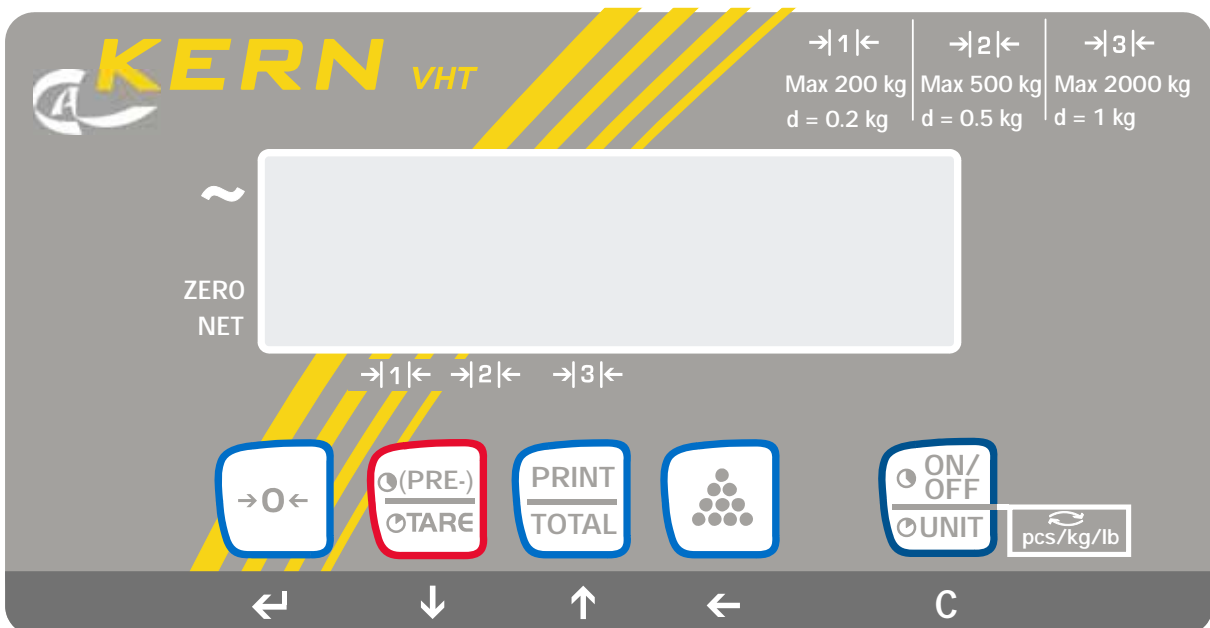 KERN VHT
→|1|← →|2|← →|3|←
Max 200 kg Max 500 kg Max 2000 kg
d = 0.2 kg d = 0.5 kg d = 1 kg
A
~
ZERO
NET
→|1|← →|2|← →|3|←
→0←
(PRE-)
TARE
PRINT
TOTAL
ON/
OFF
UNIT
pcs/kg/lb
↵ ↓ ↑ ← C